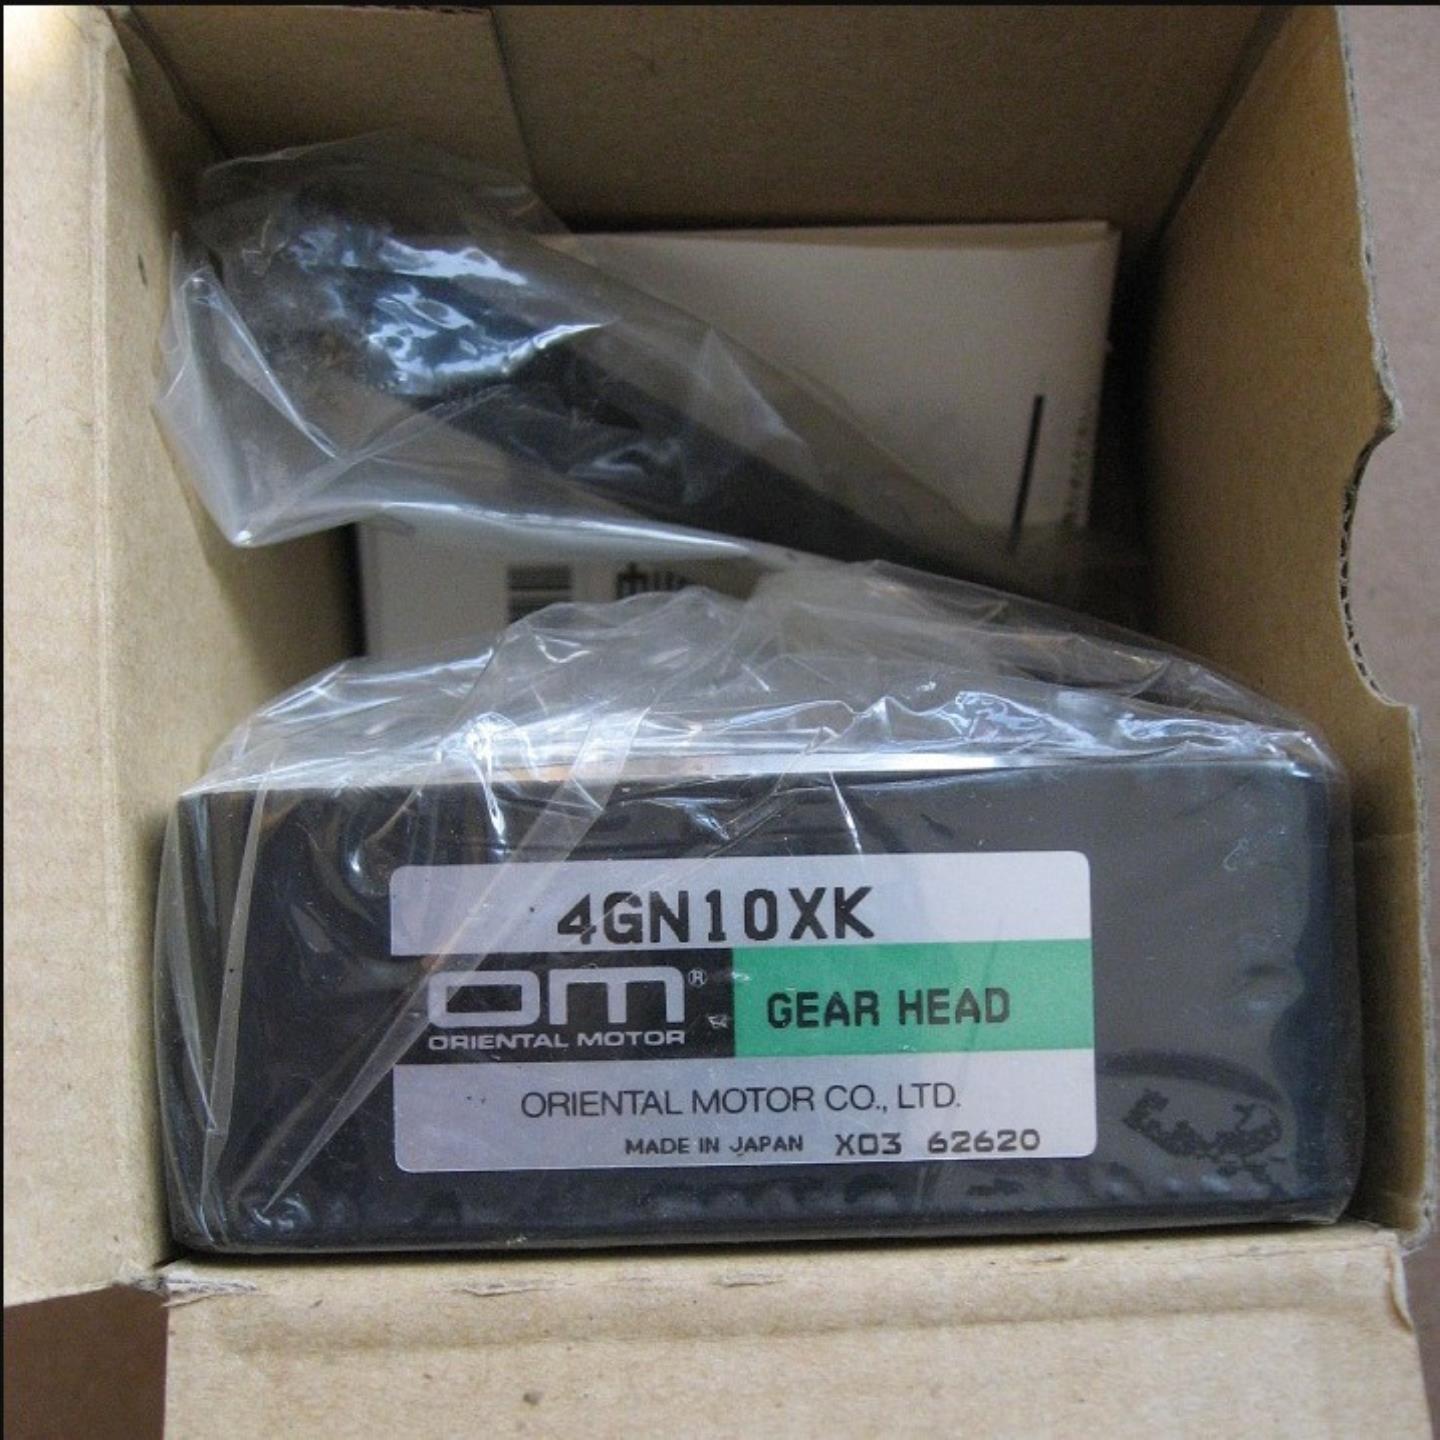 4GN10XK
om®
ORIENTAL MOTOR
GEAR HEAD
ORIENTAL MOTOR CO., LTD.
MADE IN JAPAN X03 62620